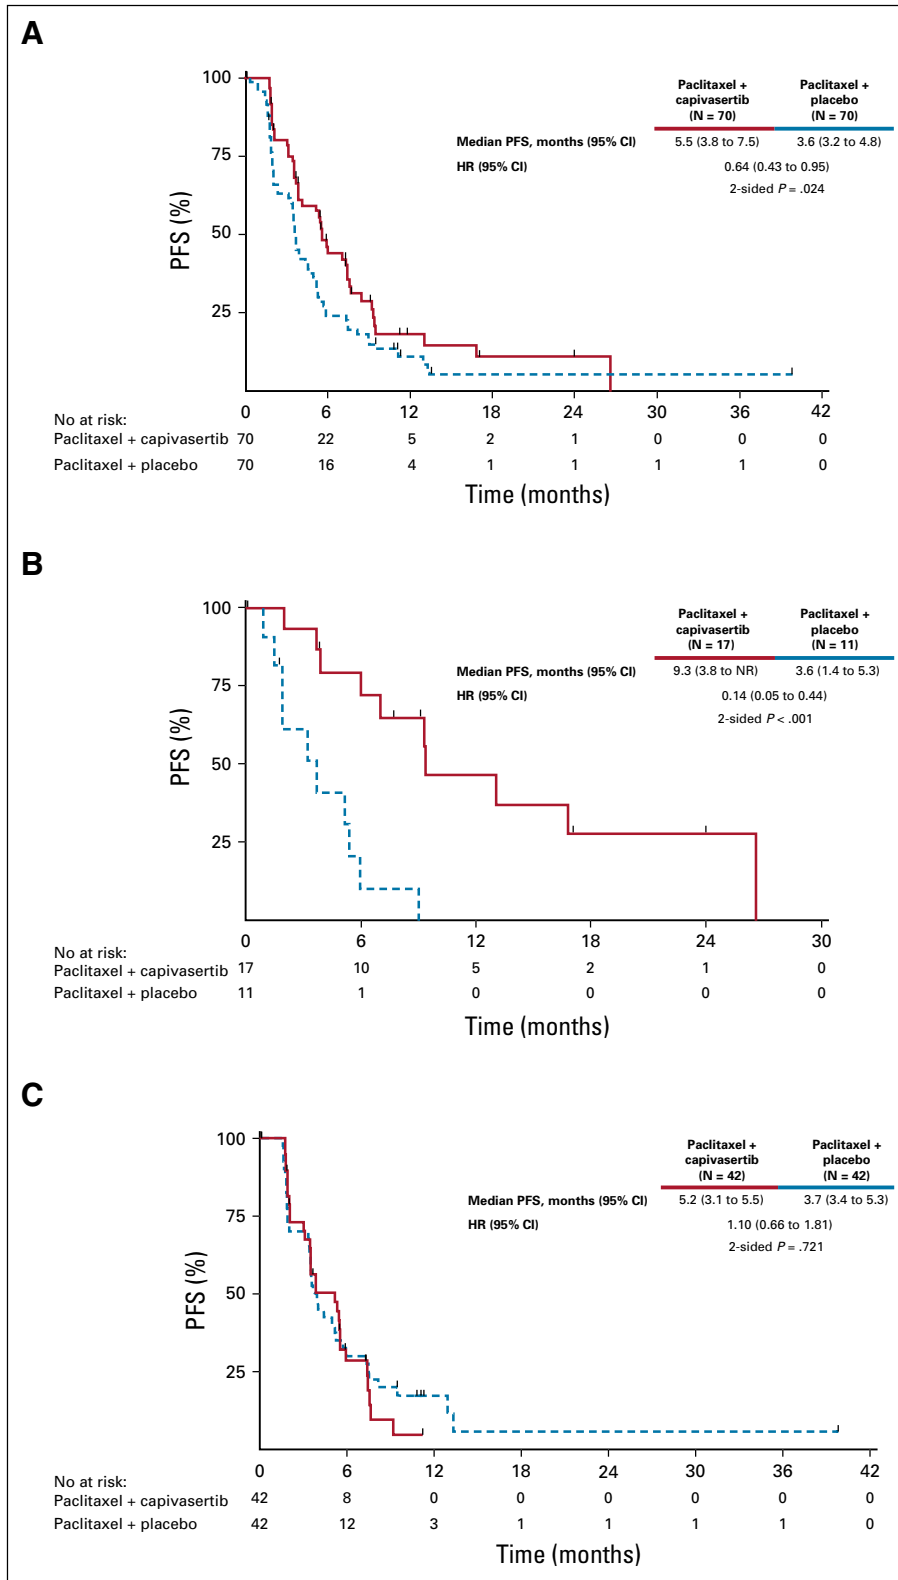 A
100
75
50
25
PFS (%)
Paclitaxel + capivasertib (N = 70)
Paclitaxel + placebo (N = 70)
Median PFS, months (95% CI) 5.5 (3.8 to 7.5) 3.6 (3.2 to 4.8)
HR (95% CI) 0.64 (0.43 to 0.95)
2-sided P = .024
0 6 12 18 24 30 36 42
No at risk:
Paclitaxel + capivasertib 70 22 5 2 1 0 0 0
Paclitaxel + placebo 70 16 4 1 1 1 1 0
Time (months)
B
100
75
50
25
PFS (%)
Paclitaxel + capivasertib (N = 17)
Paclitaxel + placebo (N = 11)
Median PFS, months (95% CI) 9.3 (3.8 to NR) 3.6 (1.4 to 5.3)
HR (95% CI) 0.14 (0.05 to 0.44)
2-sided P < .001
0 6 12 18 24 30
No at risk:
Paclitaxel + capivasertib 17 10 5 2 1 0
Paclitaxel + placebo 11 1 0 0 0 0
Time (months)
C
100
75
50
25
PFS (%)
Paclitaxel + capivasertib (N = 42)
Paclitaxel + placebo (N = 42)
Median PFS, months (95% CI) 5.2 (3.1 to 5.5) 3.7 (3.4 to 5.3)
HR (95% CI) 1.10 (0.66 to 1.81)
2-sided P = .721
0 6 12 18 24 30 36 42
No at risk:
Paclitaxel + capivasertib 42 8 0 0 0 0 0 0
Paclitaxel + placebo 42 12 3 1 1 1 1 0
Time (months)